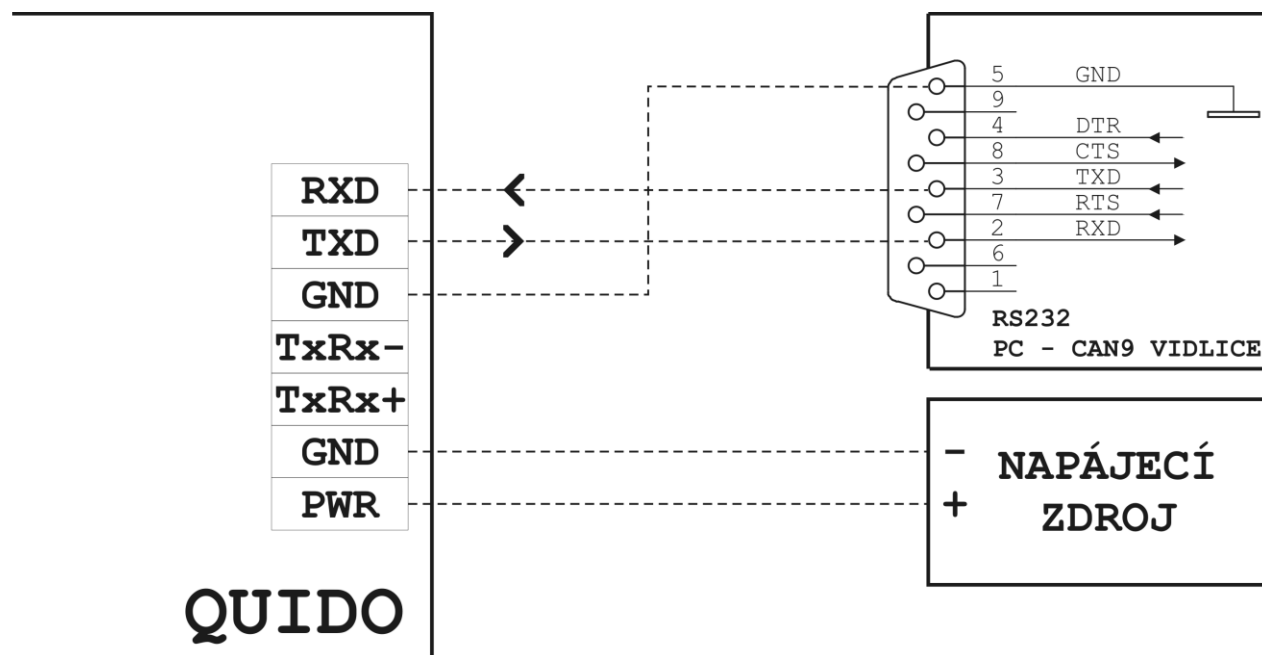 RXD
TXD
GND
TxRx-
TxRx+
GND
PWR
QUIDO
5 GND
9
4 DTR
8 CTS
3 TXD
7 RTS
2 RXD
6
1
RS232
PC - CAN9 VIDLICE
- NAPÁJECÍ
+ ZDROJ